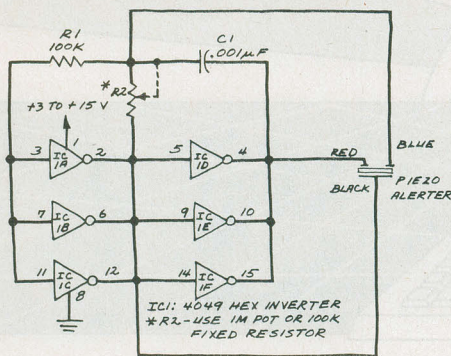 R1
100K
C1
.001µF
*R2
+3 TO +15 V
1
3 IC 1A 2
5 IC 1D 4
RED
BLUE
BLACK
PIEZO
ALERTER
7 IC 1B 6
9 IC 1E 10
11 IC 1C 12
8
14 IC 1F 15
IC1: 4049 HEX INVERTER
*R2-USE 1M POT OR 100K
FIXED RESISTOR